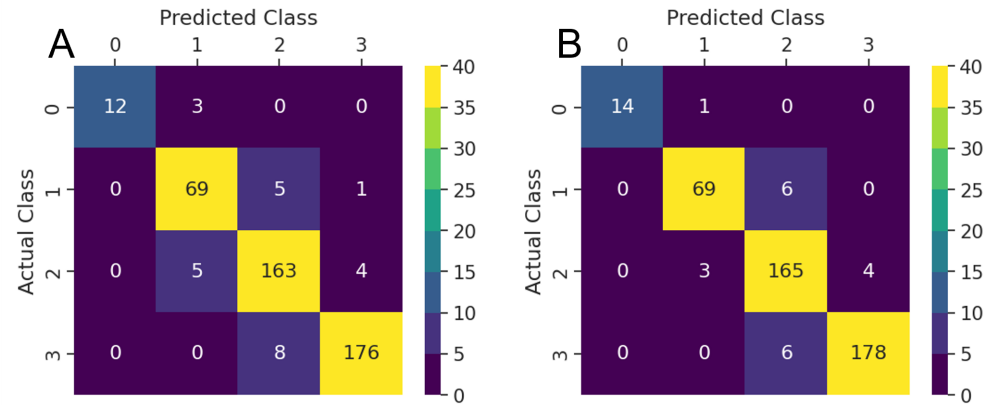 A
Predicted Class
0 1 2 3
Actual Class
0 12 3 0 0
1 0 69 5 1
2 0 5 163 4
3 0 0 8 176
40
35
30
25
20
15
10
5
0
B
Predicted Class
0 1 2 3
Actual Class
0 14 1 0 0
1 0 69 6 0
2 0 3 165 4
3 0 0 6 178
40
35
30
25
20
15
10
5
0